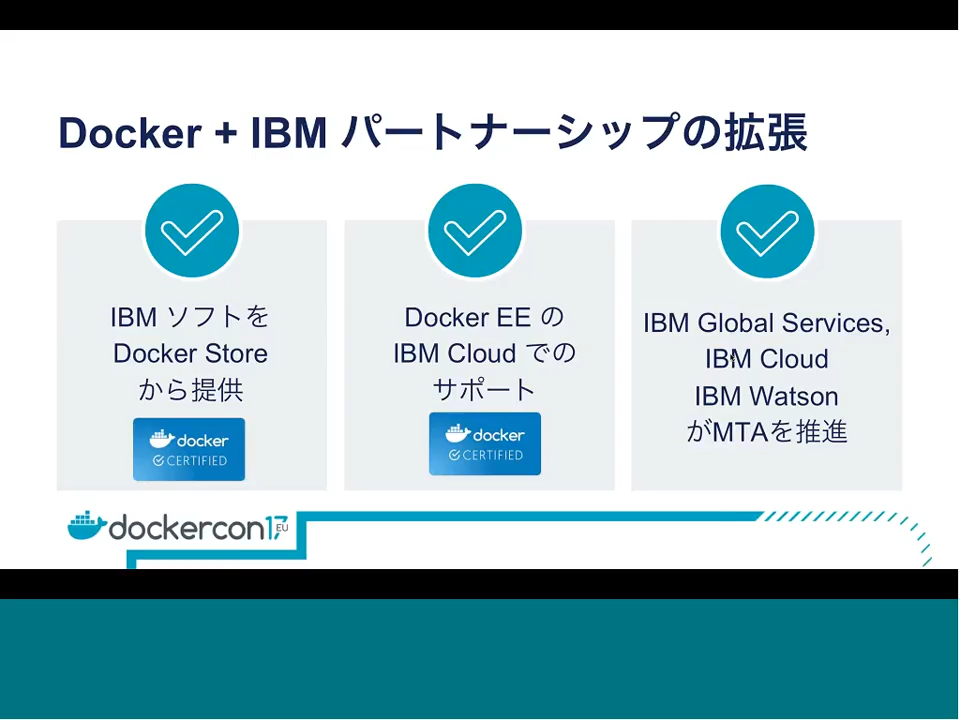 Docker + IBM パートナーシップの拡張
IBM ソフトを
Docker Store
から提供
docker
CERTIFIED
Docker EE の
IBM Cloud での
サポート
docker
CERTIFIED
IBM Global Services,
IBM Cloud
IBM Watson
がMTAを推進
dockercon17
EU